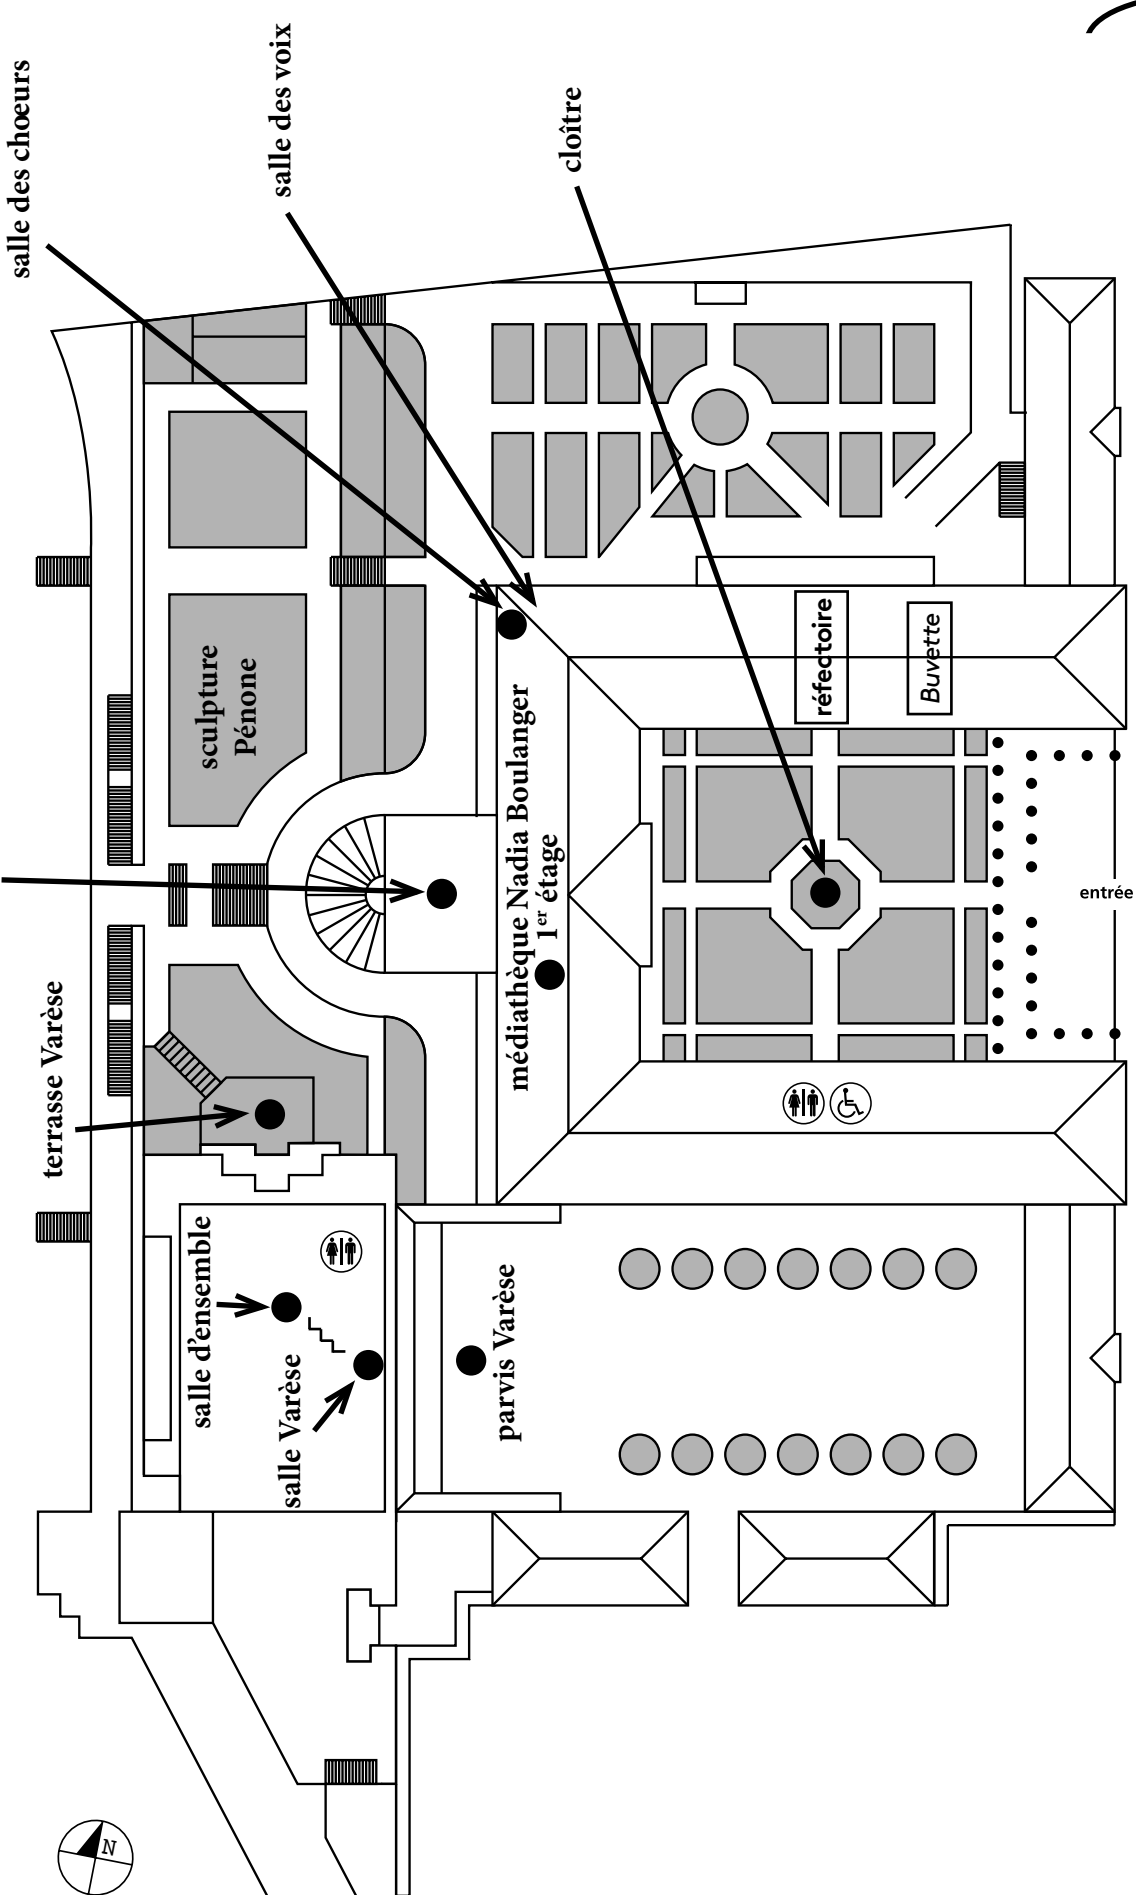 salle des chœurs
salle des voix
cloître
sculpture
Pénone
réfectoire
Buvette
médiathèque Nadia Boulanger
1er étage
entrée
terrasse Varèse
salle d'ensemble
salle Varèse
parvis Varèse
N